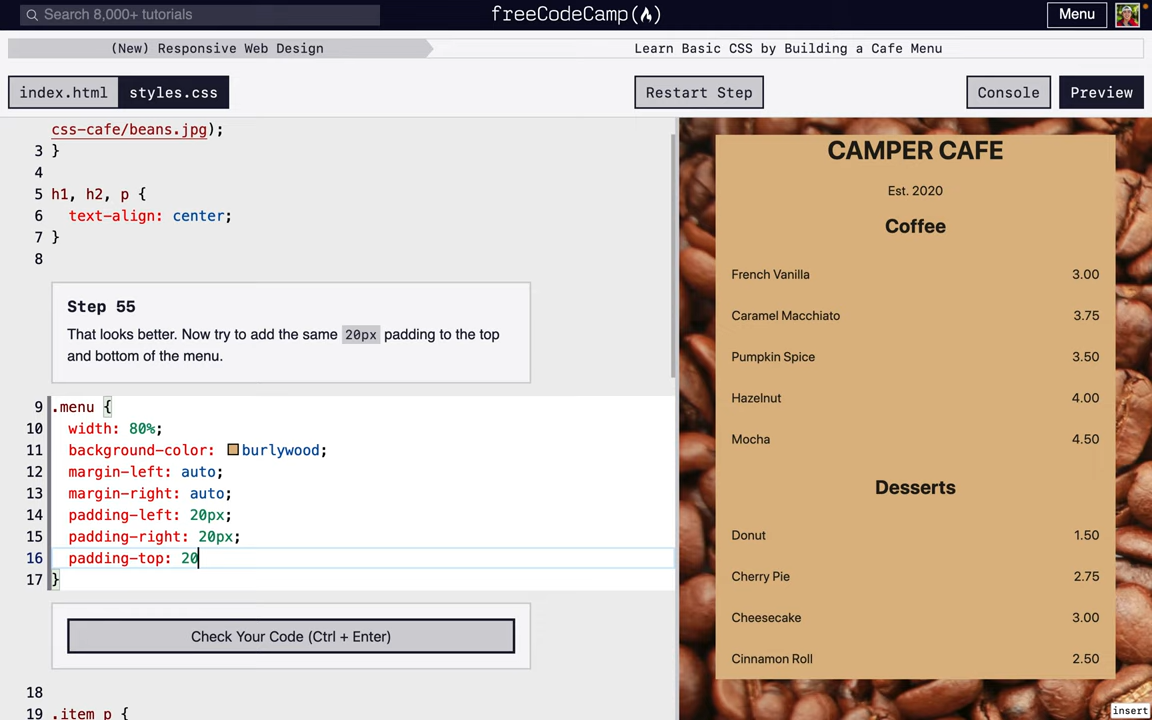 Search 8,000+ tutorials
freeCodeCamp
Menu
(New) Responsive Web Design
Learn Basic CSS by Building a Cafe Menu
index.html
styles.css
Restart Step
Console
Preview
css-cafe/beans.jpg);
3 }
4
5 h1, h2, p {
6 text-align: center;
7 }
8
Step 55
That looks better. Now try to add the same 20px padding to the top
and bottom of the menu.
9 .menu {
10 width: 80%;
11 background-color: burlywood;
12 margin-left: auto;
13 margin-right: auto;
14 padding-left: 20px;
15 padding-right: 20px;
16 padding-top: 20
17 }
Check Your Code (Ctrl + Enter)
18
19 .item p {
CAMPER CAFE
Est. 2020
Coffee
French Vanilla 3.00
Caramel Macchiato 3.75
Pumpkin Spice 3.50
Hazelnut 4.00
Mocha 4.50
Desserts
Donut 1.50
Cherry Pie 2.75
Cheesecake 3.00
Cinnamon Roll 2.50
insert